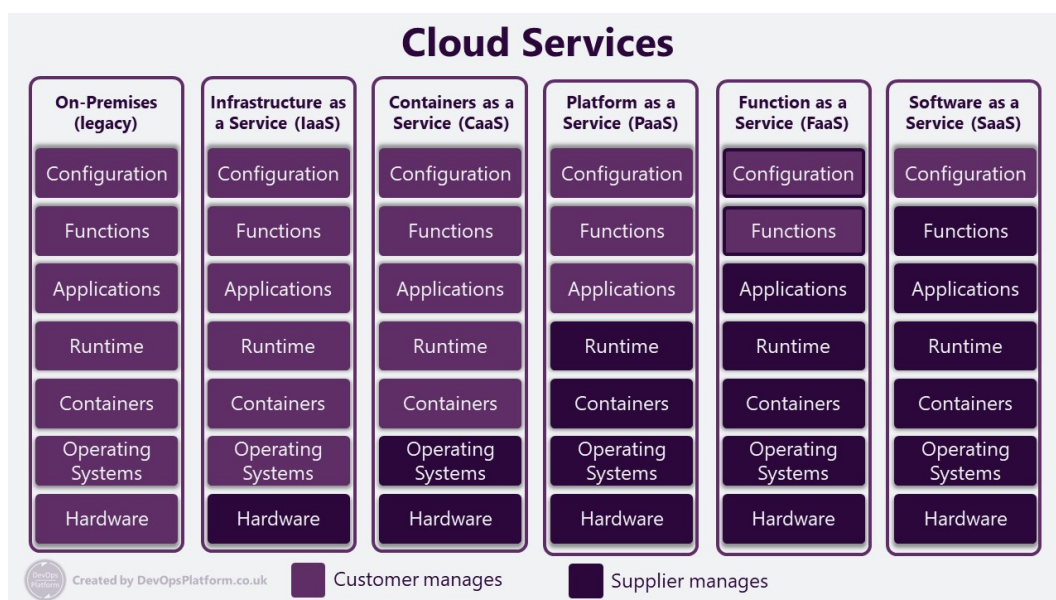 Cloud Services
On-Premises
(legacy)
Configuration
Functions
Applications
Runtime
Containers
Operating
Systems
Hardware
Infrastructure as
a Service (IaaS)
Configuration
Functions
Applications
Runtime
Containers
Operating
Systems
Hardware
Containers as a
Service (CaaS)
Configuration
Functions
Applications
Runtime
Containers
Operating
Systems
Hardware
Platform as a
Service (PaaS)
Configuration
Functions
Applications
Runtime
Containers
Operating
Systems
Hardware
Function as a
Service (FaaS)
Configuration
Functions
Applications
Runtime
Containers
Operating
Systems
Hardware
Software as a
Service (SaaS)
Configuration
Functions
Applications
Runtime
Containers
Operating
Systems
Hardware
DevOps
Platform
Created by DevOpsPlatform.co.uk
Customer manages
Supplier manages